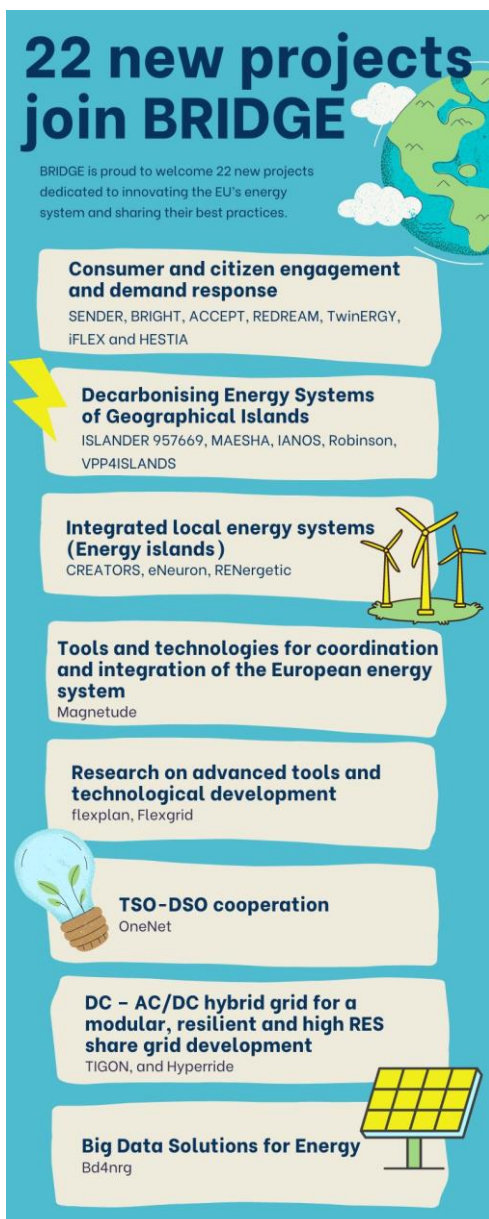 22 new projects
join BRIDGE
BRIDGE is proud to welcome 22 new projects
dedicated to innovating the EU's energy
system and sharing their best practices.
Consumer and citizen engagement
and demand response
SENDER, BRIGHT, ACCEPT, REDREAM, TwinERGY,
iFLEX and HESTIA
Decarbonising Energy Systems
of Geographical Islands
ISLANDER 957669, MAESHA, IANOS, Robinson,
VPP4ISLANDS
Integrated local energy systems
(Energy islands)
CREATORS, eNeuron, RENergetic
Tools and technologies for coordination
and integration of the European energy
system
Magnetude
Research on advanced tools and
technological development
flexplan, Flexgrid
TSO-DSO cooperation
OneNet
DC – AC/DC hybrid grid for a
modular, resilient and high RES
share grid development
TIGON, and Hyperride
Big Data Solutions for Energy
Bd4nrg